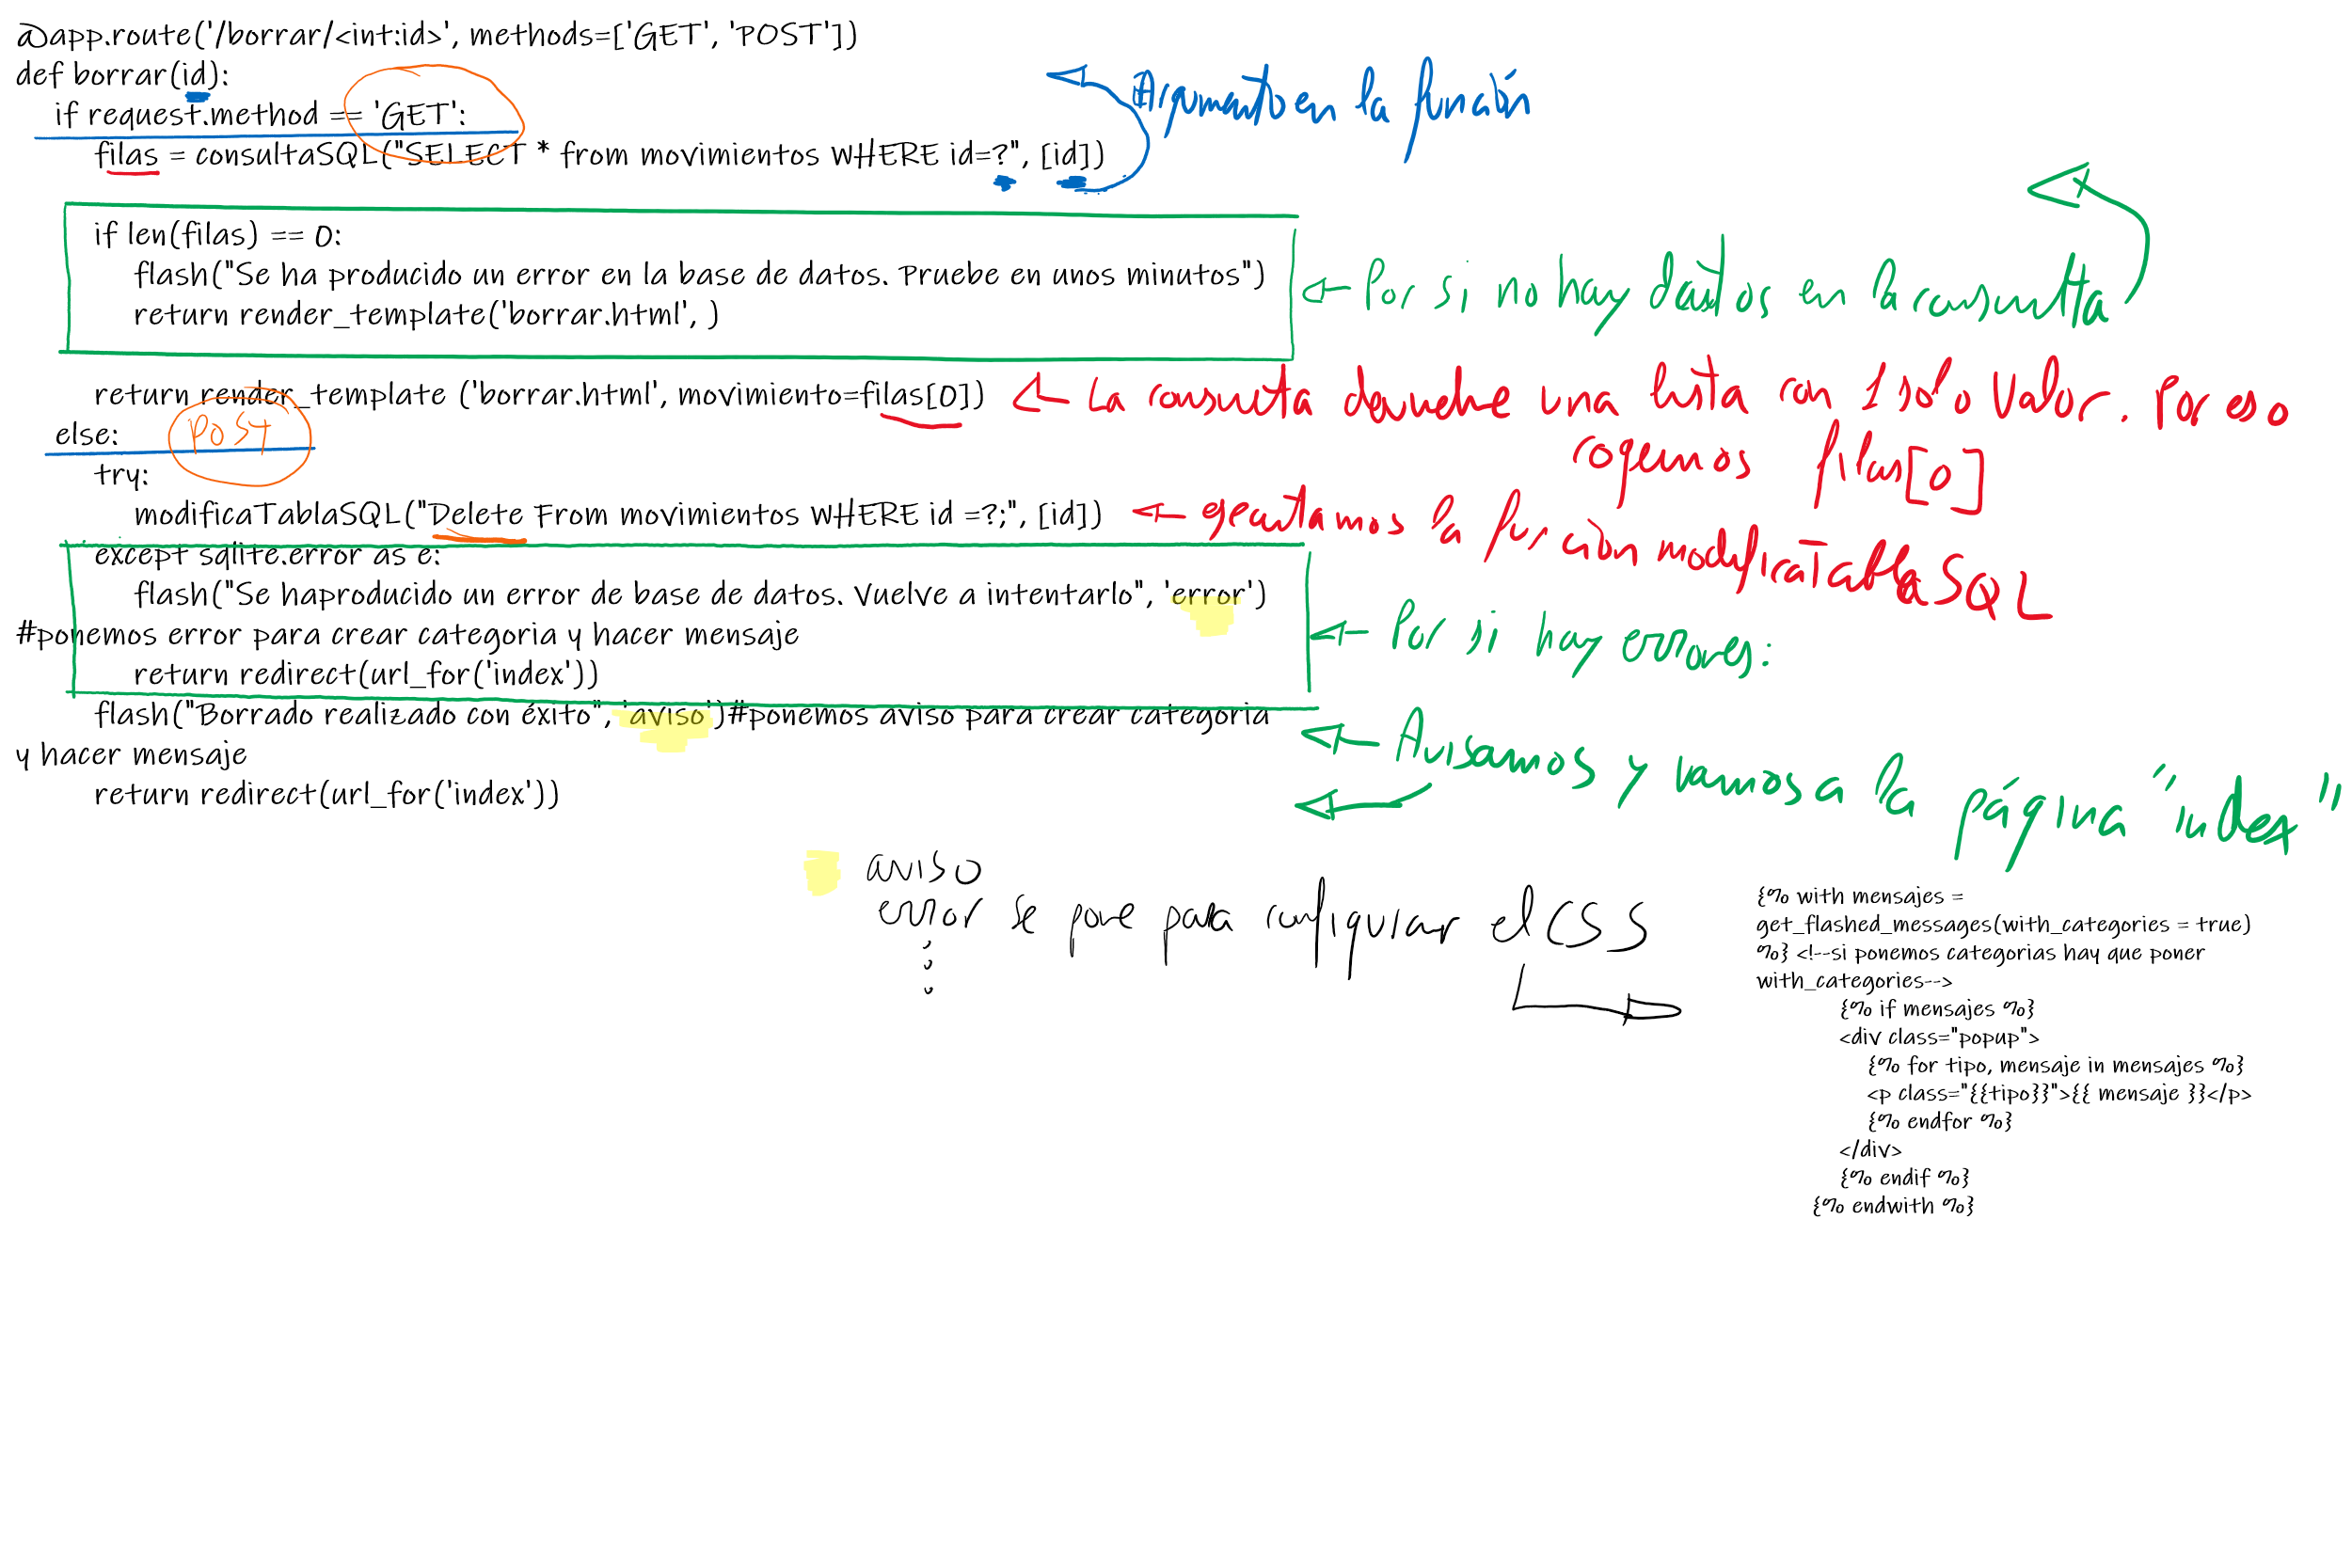 @app.route('/borrar/<int:id>', methods=['GET', 'POST'])
def borrar(id):
if request.method == 'GET':
filas = consultaSQL("SELECT * from movimientos WHERE id=?", [id])
Argumento en la función
if len(filas) == 0:
flash("Se ha producido un error en la base de datos. Pruebe en unos minutos")
return render_template('borrar.html', )
Por si no hay datos en la consulta
return render_template ('borrar.html', movimiento=filas[0])
La consulta devuelve una lista con 1 solo valor. Por eso
cogemos filas[0]
else:
POST
try:
modificaTablaSQL("Delete From movimientos WHERE id =?;", [id])
ejecutamos la función modificaTablaSQL
except sqlite.error as e:
flash("Se haproducido un error de base de datos. Vuelve a intentarlo", 'error')
#ponemos error para crear categoria y hacer mensaje
return redirect(url_for('index'))
Por si hay errores:
flash("Borrado realizado con éxito", 'aviso')#ponemos aviso para crear categoria
y hacer mensaje
return redirect(url_for('index'))
Avisamos y vamos a la página "index"
aviso
error se pone para configurar el CSS
{% with mensajes =
get_flashed_messages(with_categories = true)
%} <!--si ponemos categorias hay que poner
with_categories-->
{% if mensajes %}
<div class="popup">
{% for tipo, mensaje in mensajes %}
<p class="{{tipo}}">{{ mensaje }}</p>
{% endfor %}
</div>
{% endif %}
{% endwith %}